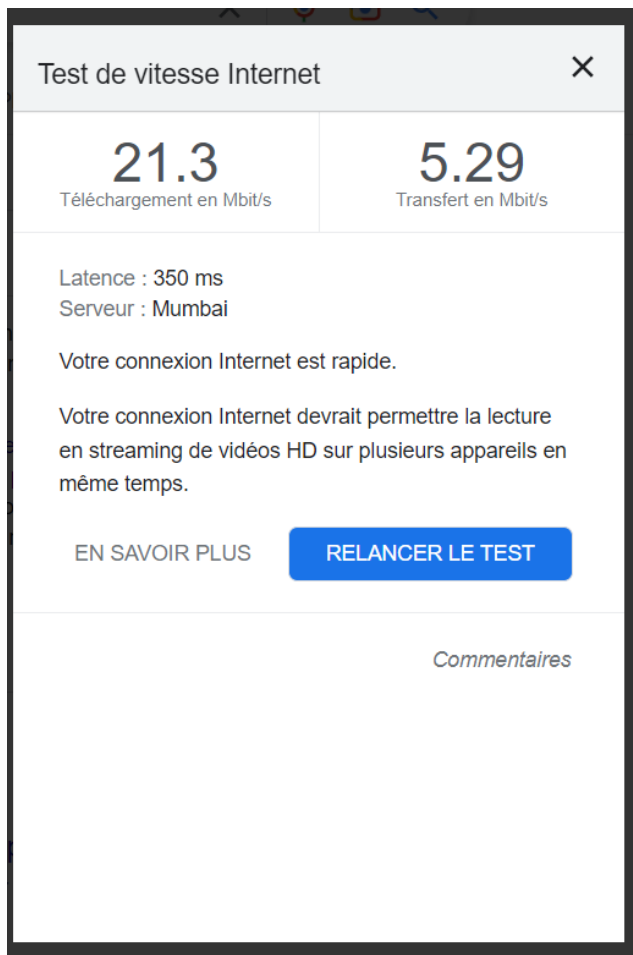 Test de vitesse Internet
21.3
Téléchargement en Mbit/s
5.29
Transfert en Mbit/s
Latence : 350 ms
Serveur : Mumbai
Votre connexion Internet est rapide.
Votre connexion Internet devrait permettre la lecture
en streaming de vidéos HD sur plusieurs appareils en
même temps.
EN SAVOIR PLUS
RELANCER LE TEST
Commentaires